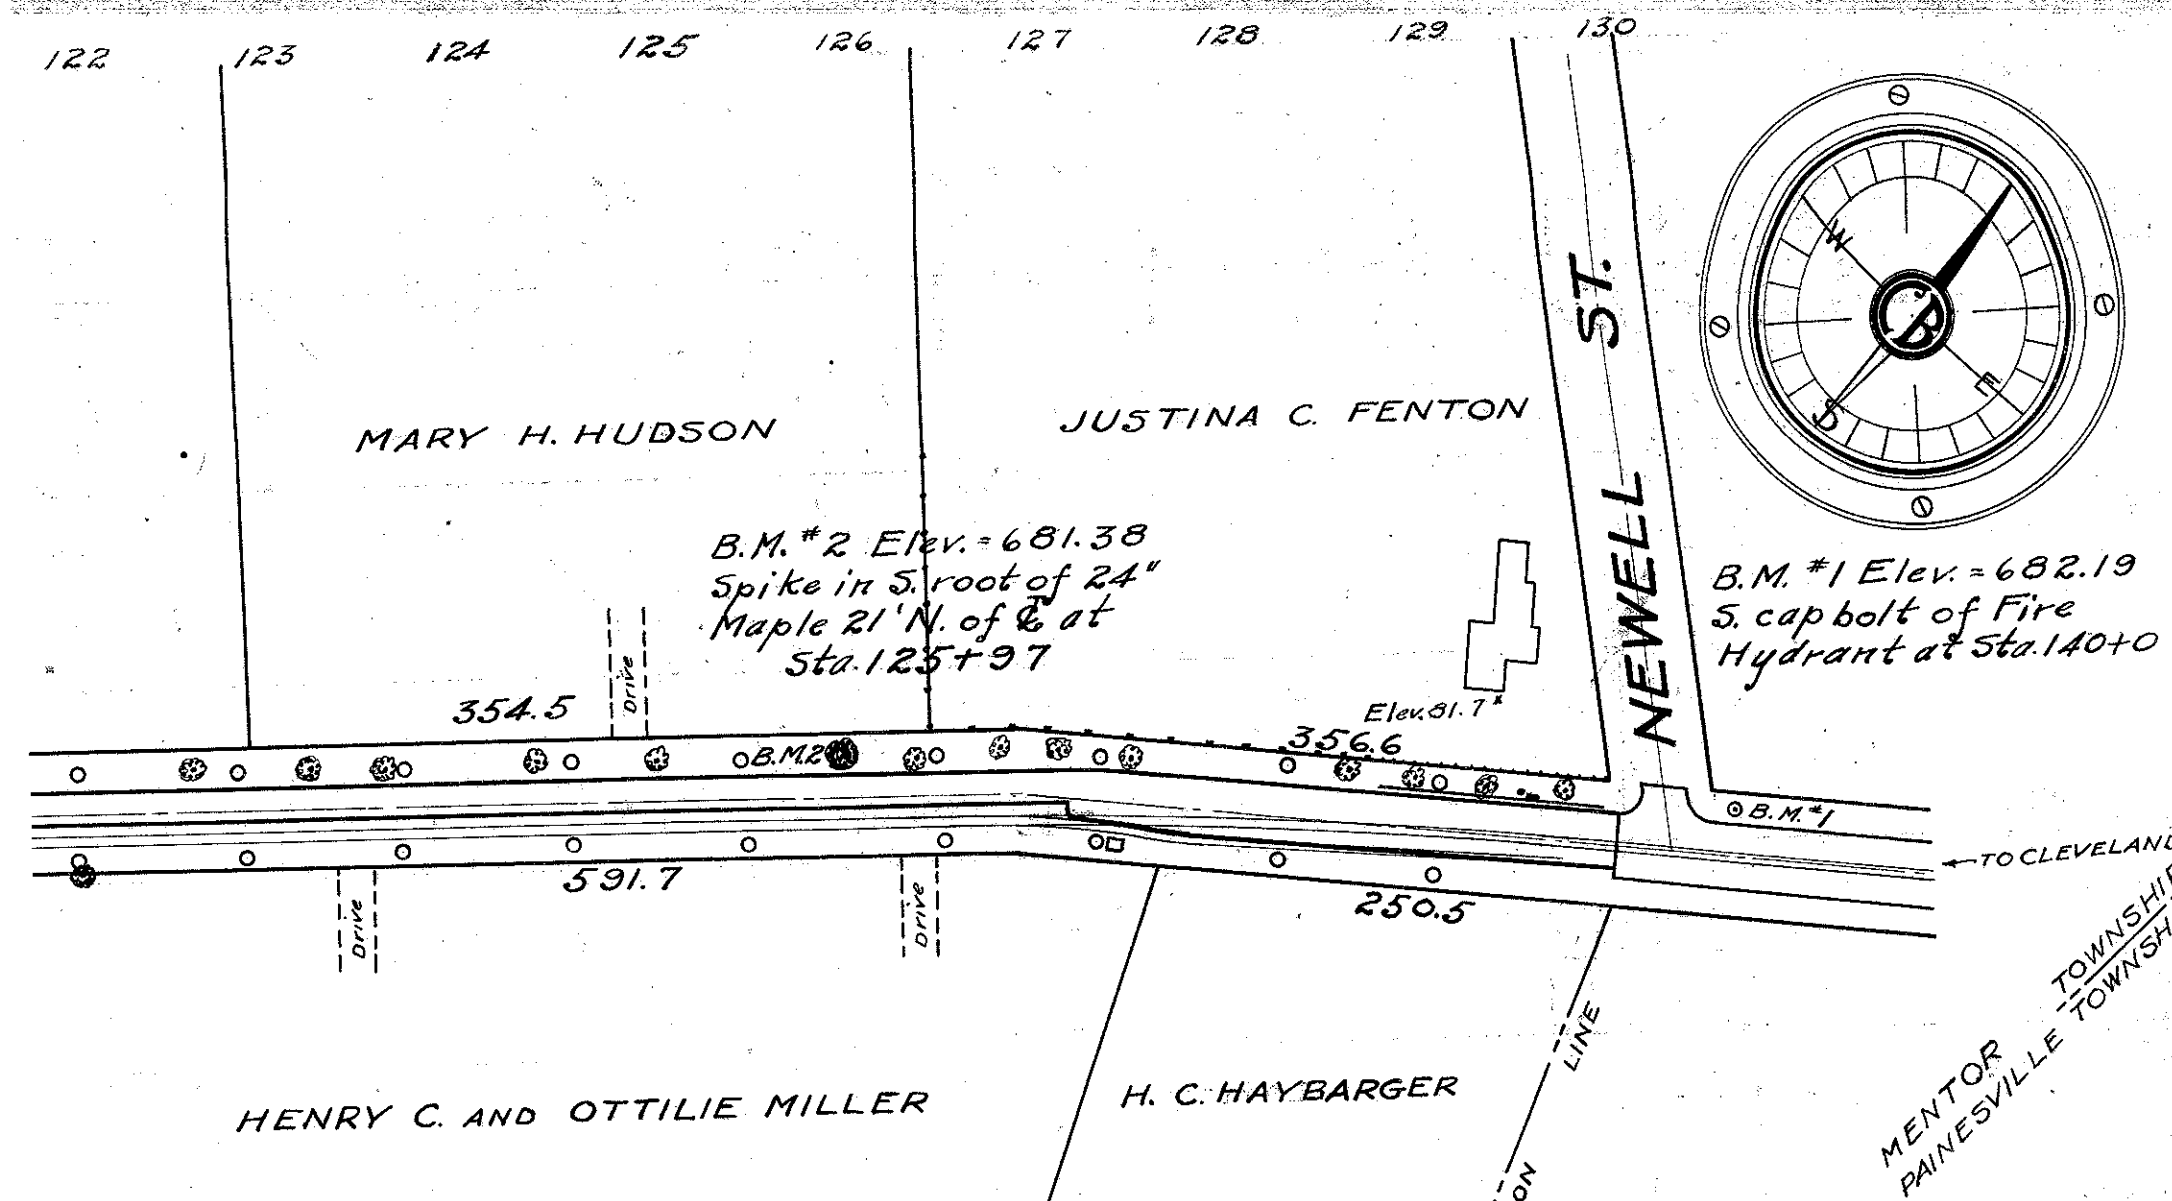 122 123 124 125 126 127 128 129 130
W
E
S
CJB
ST.
NEWELL
MARY H. HUDSON
JUSTINA C. FENTON
B.M. #2 Elev. = 681.38
Spike in S. root of 24"
Maple 21' N. of ℄ at
Sta. 125+97
B.M. #1 Elev. = 682.19
S. cap bolt of Fire
Hydrant at Sta. 140+0
Drive
354.5
Elev. 81.7 x
356.6
B.M.2
B.M.#1
← TO CLEVELAND
591.7
250.5
Drive
Drive
LINE
ON
HENRY C. AND OTTILIE MILLER
H. C. HAYBARGER
MENTOR TOWNSHIP
PAINESVILLE TOWNSH